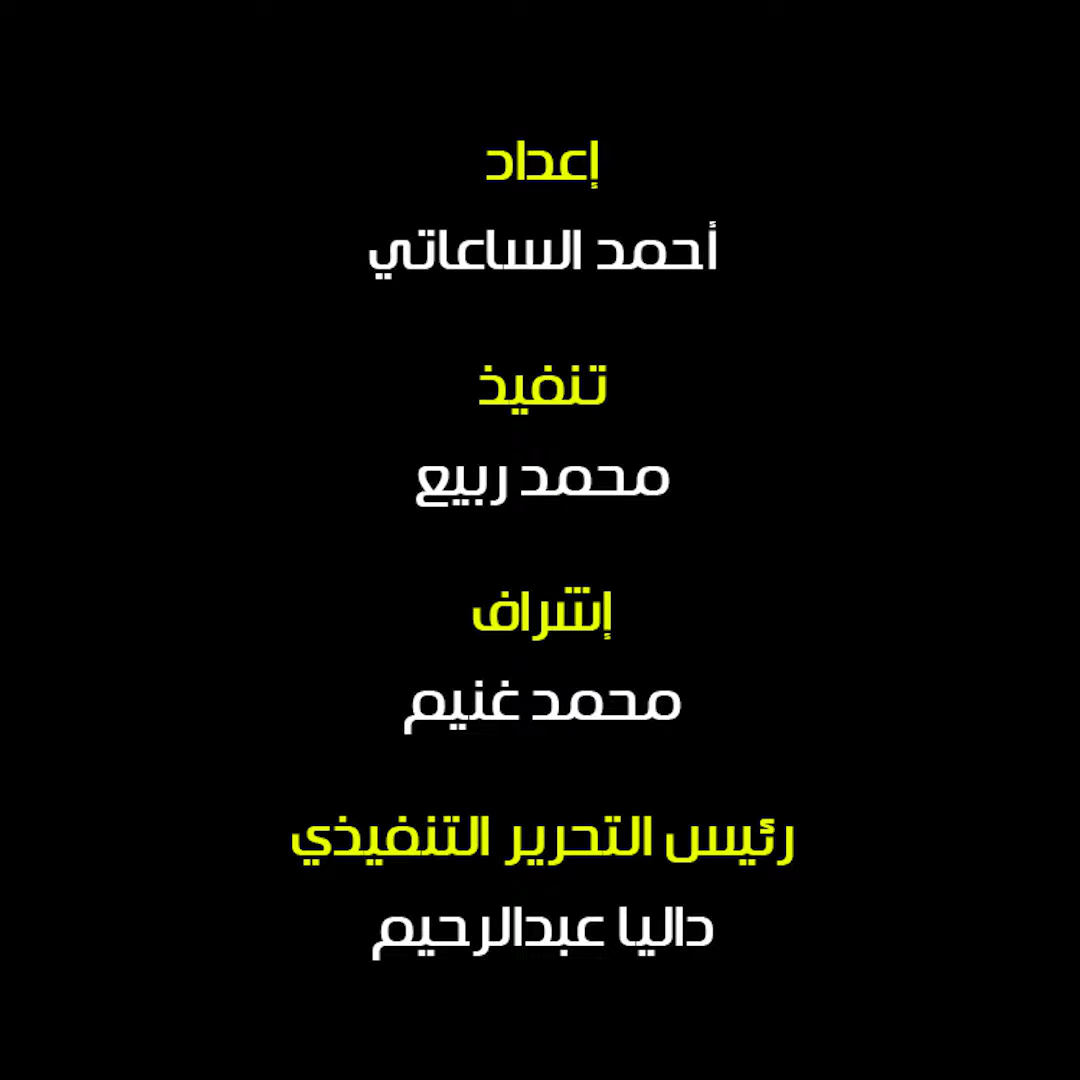 إعداد
أحمد الساعاتي
تنفيذ
محمد ربيع
إشراف
محمد غنيم
رئيس التحرير التنفيذي
داليا عبدالرحيم